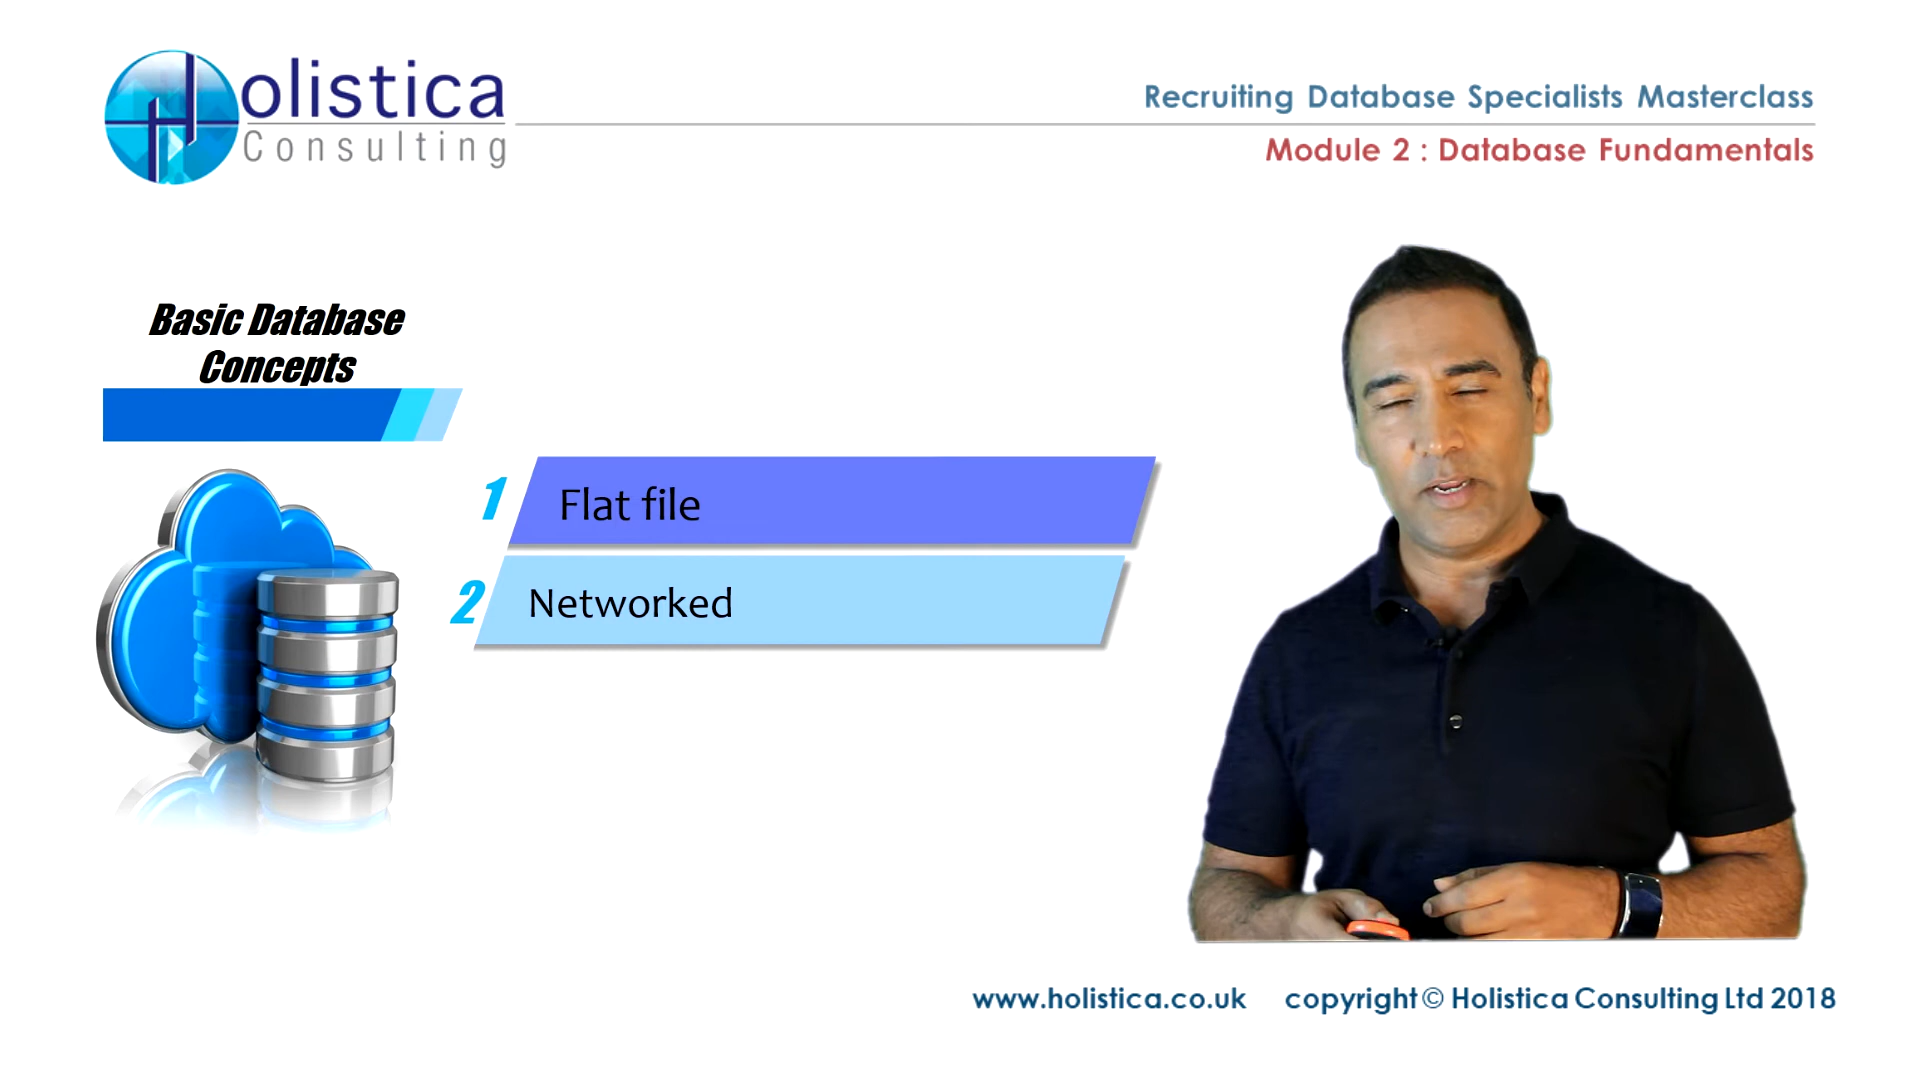 Holistica
Consulting
Recruiting Database Specialists Masterclass
Module 2 : Database Fundamentals
Basic Database
Concepts
1 Flat file
2 Networked
www.holistica.co.uk copyright © Holistica Consulting Ltd 2018